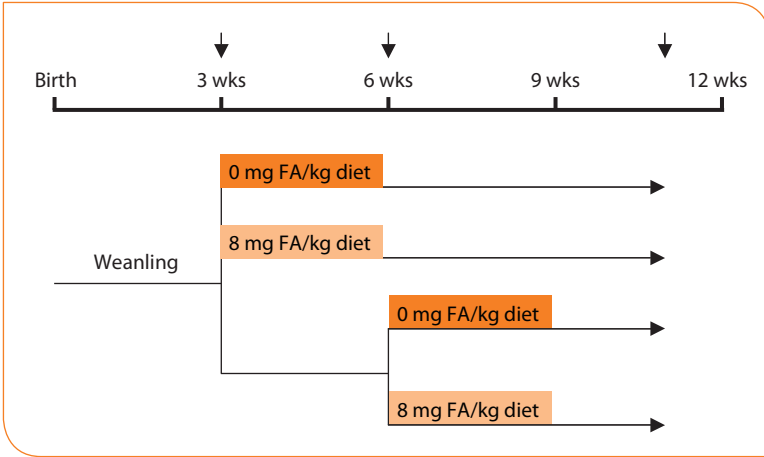 Birth 3 wks 6 wks 9 wks 12 wks
0 mg FA/kg diet
8 mg FA/kg diet
Weanling
0 mg FA/kg diet
8 mg FA/kg diet